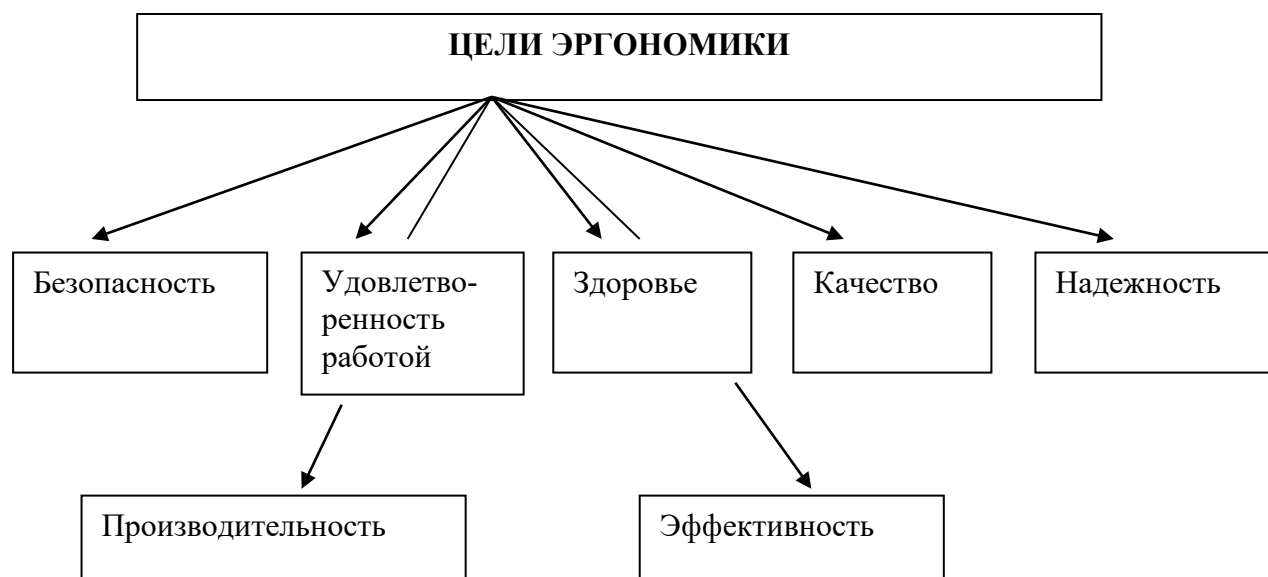 ЦЕЛИ ЭРГОНОМИКИ
Безопасность
Удовлетво-
ренность
работой
Здоровье
Качество
Надежность
Производительность
Эффективность